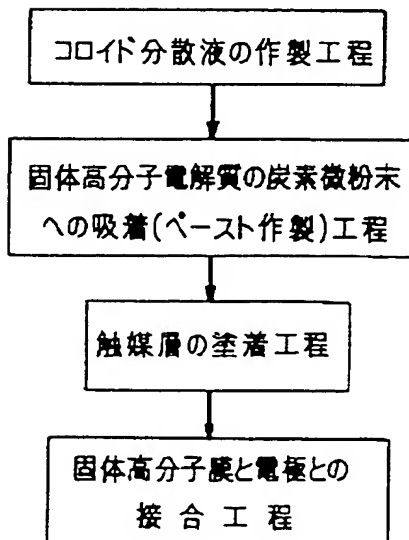 コロイド分散液の作製工程
固体高分子電解質の炭素微粉末
への吸着(ペースト作製)工程
触媒層の塗着工程
固体高分子膜と電極との
接合工程